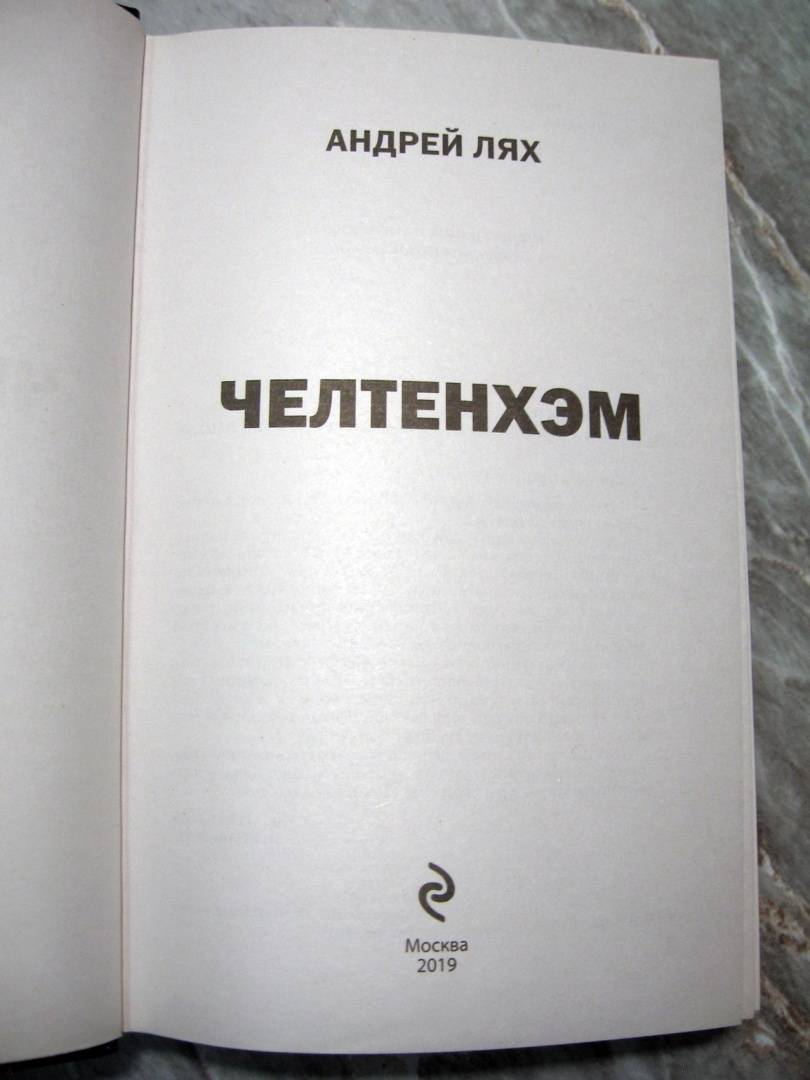 АНДРЕЙ ЛЯХ
ЧЕЛТЕНХЭМ
Москва
2019